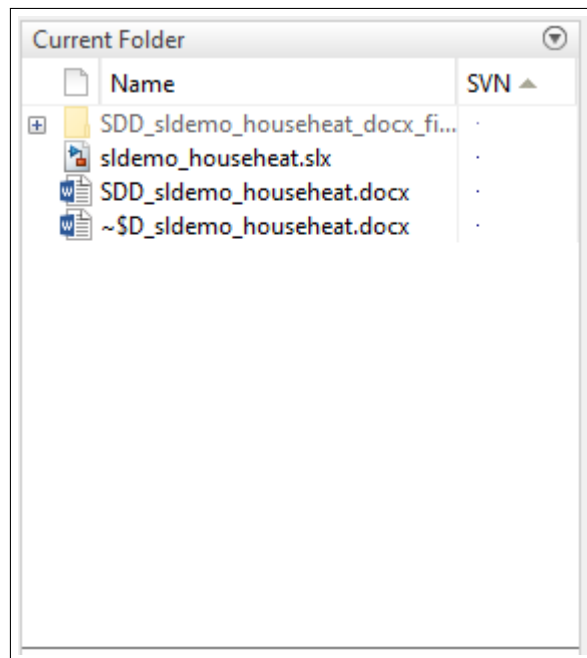 Current Folder
Name SVN
SDD_sldemo_househeat_docx_fi...
sldemo_househeat.slx
SDD_sldemo_househeat.docx
~$D_sldemo_househeat.docx